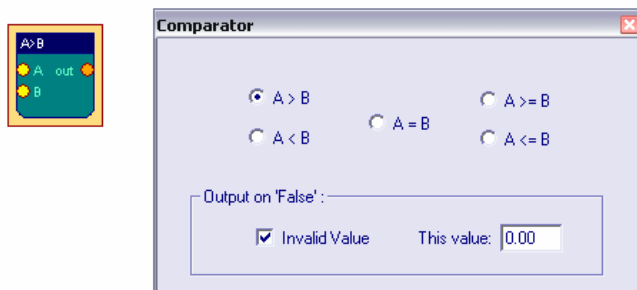 A>B
A out
B
Comparator
A > B
A >= B
A = B
A < B
A <= B
Output on 'False' :
Invalid Value This value: 0.00